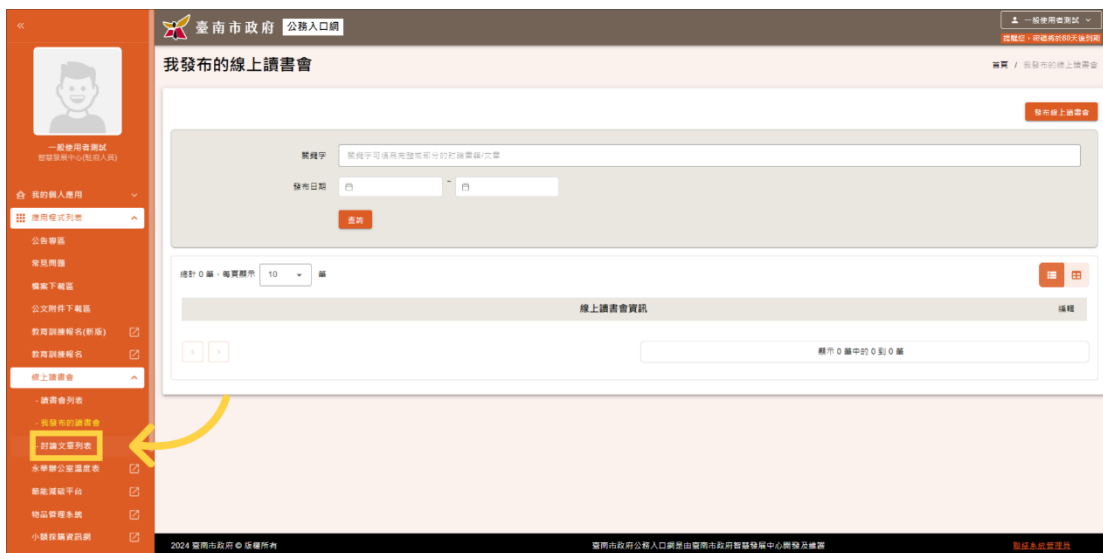 臺南市政府 公務入口網
一般使用者測試
提醒您,密碼將於80天後到期
我發布的線上讀書會
首頁 / 我發布的線上讀書會
發布線上讀書會
關鍵字
關鍵字可填寫完整或部分的討論書籍/文章
發布日期
~
查詢
總計 0 筆,每頁顯示 10 筆
線上讀書會資訊
編輯
顯示 0 筆中的 0 到 0 筆
一般使用者測試
智慧發展中心(駐府人員)
我的個人應用
應用程式列表
公告專區
常見問題
檔案下載區
公文附件下載區
教育訓練報名(新版)
教育訓練報名
線上讀書會
- 讀書會列表
- 我發布的讀書會
- 討論文章列表
永華辦公室溫度表
節能減碳平台
物品管理系統
小額採購資訊網
2024 臺南市政府 © 版權所有
臺南市政府公務入口網是由臺南市政府智慧發展中心開發及維護
聯絡系統管理員